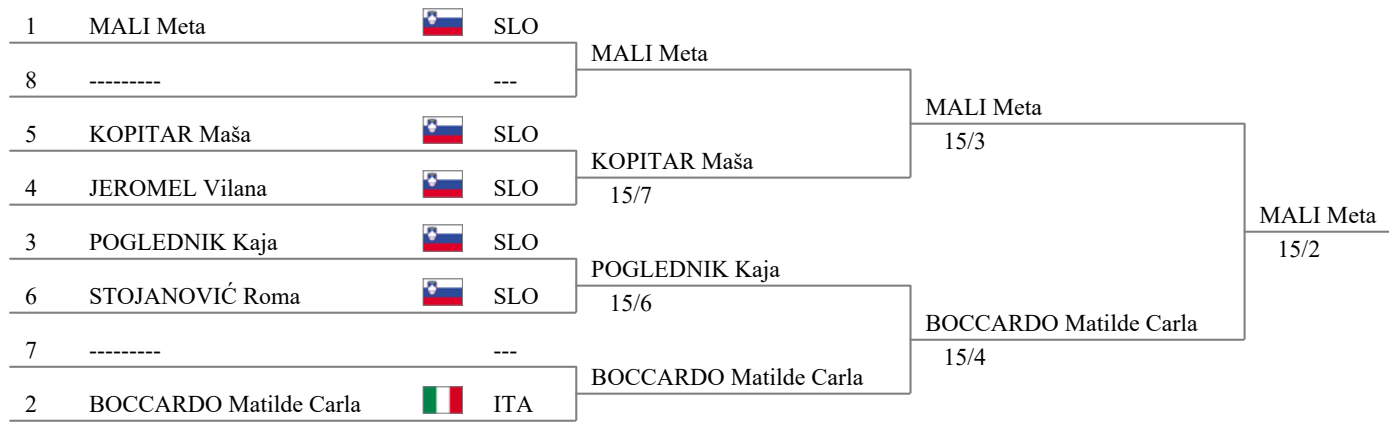 1 MALI Meta SLO
8 --------- ---
5 KOPITAR Maša SLO
4 JEROMEL Vilana SLO
3 POGLEDNIK Kaja SLO
6 STOJANOVIĆ Roma SLO
7 --------- ---
2 BOCCARDO Matilde Carla ITA
MALI Meta
KOPITAR Maša
15/7
POGLEDNIK Kaja
15/6
BOCCARDO Matilde Carla
MALI Meta
15/3
BOCCARDO Matilde Carla
15/4
MALI Meta
15/2